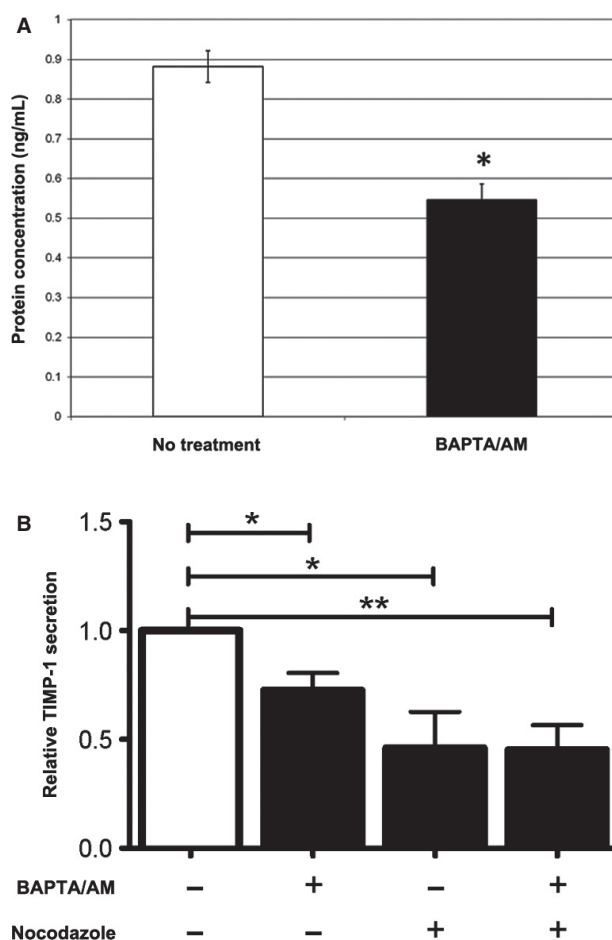 A
Protein concentration (ng/mL)
1
0.9
0.8
0.7
0.6
0.5
0.4
0.3
0.2
0.1
0
*
No treatment BAPTA/AM
B
Relative TIMP-1 secretion
1.5
1.0
0.5
0.0
*
*
**
BAPTA/AM – + – +
Nocodazole – – + +